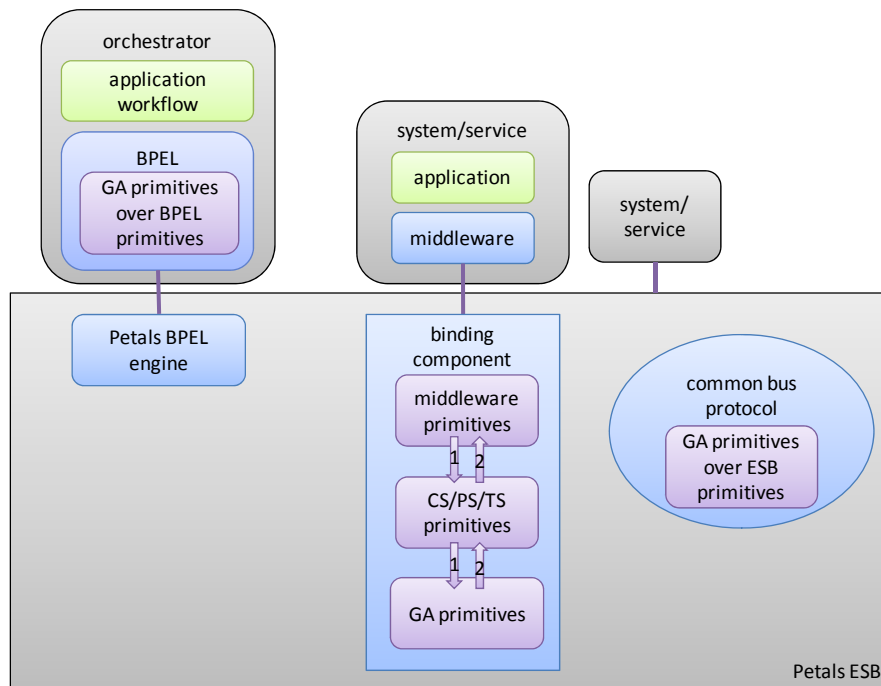 orchestrator
application
workflow
BPEL
GA primitives
over BPEL
primitives
system/service
application
middleware
system/
service
Petals BPEL
engine
binding
component
middleware
primitives
1 2
CS/PS/TS
primitives
1 2
GA primitives
common bus
protocol
GA primitives
over ESB
primitives
Petals ESB